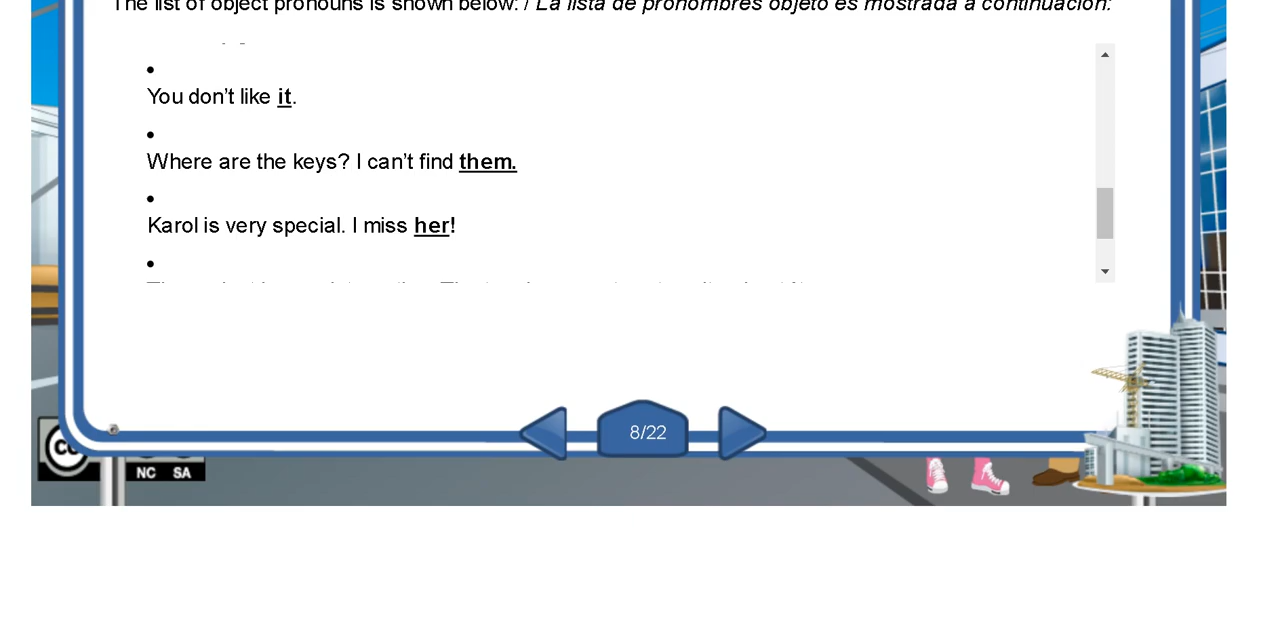 The list of object pronouns is shown below: / La lista de pronombres objeto es mostrada a continuación:
•
You don't like it.
•
Where are the keys? I can't find them.
•
Karol is very special. I miss her!
•
8/22
CC
NC SA